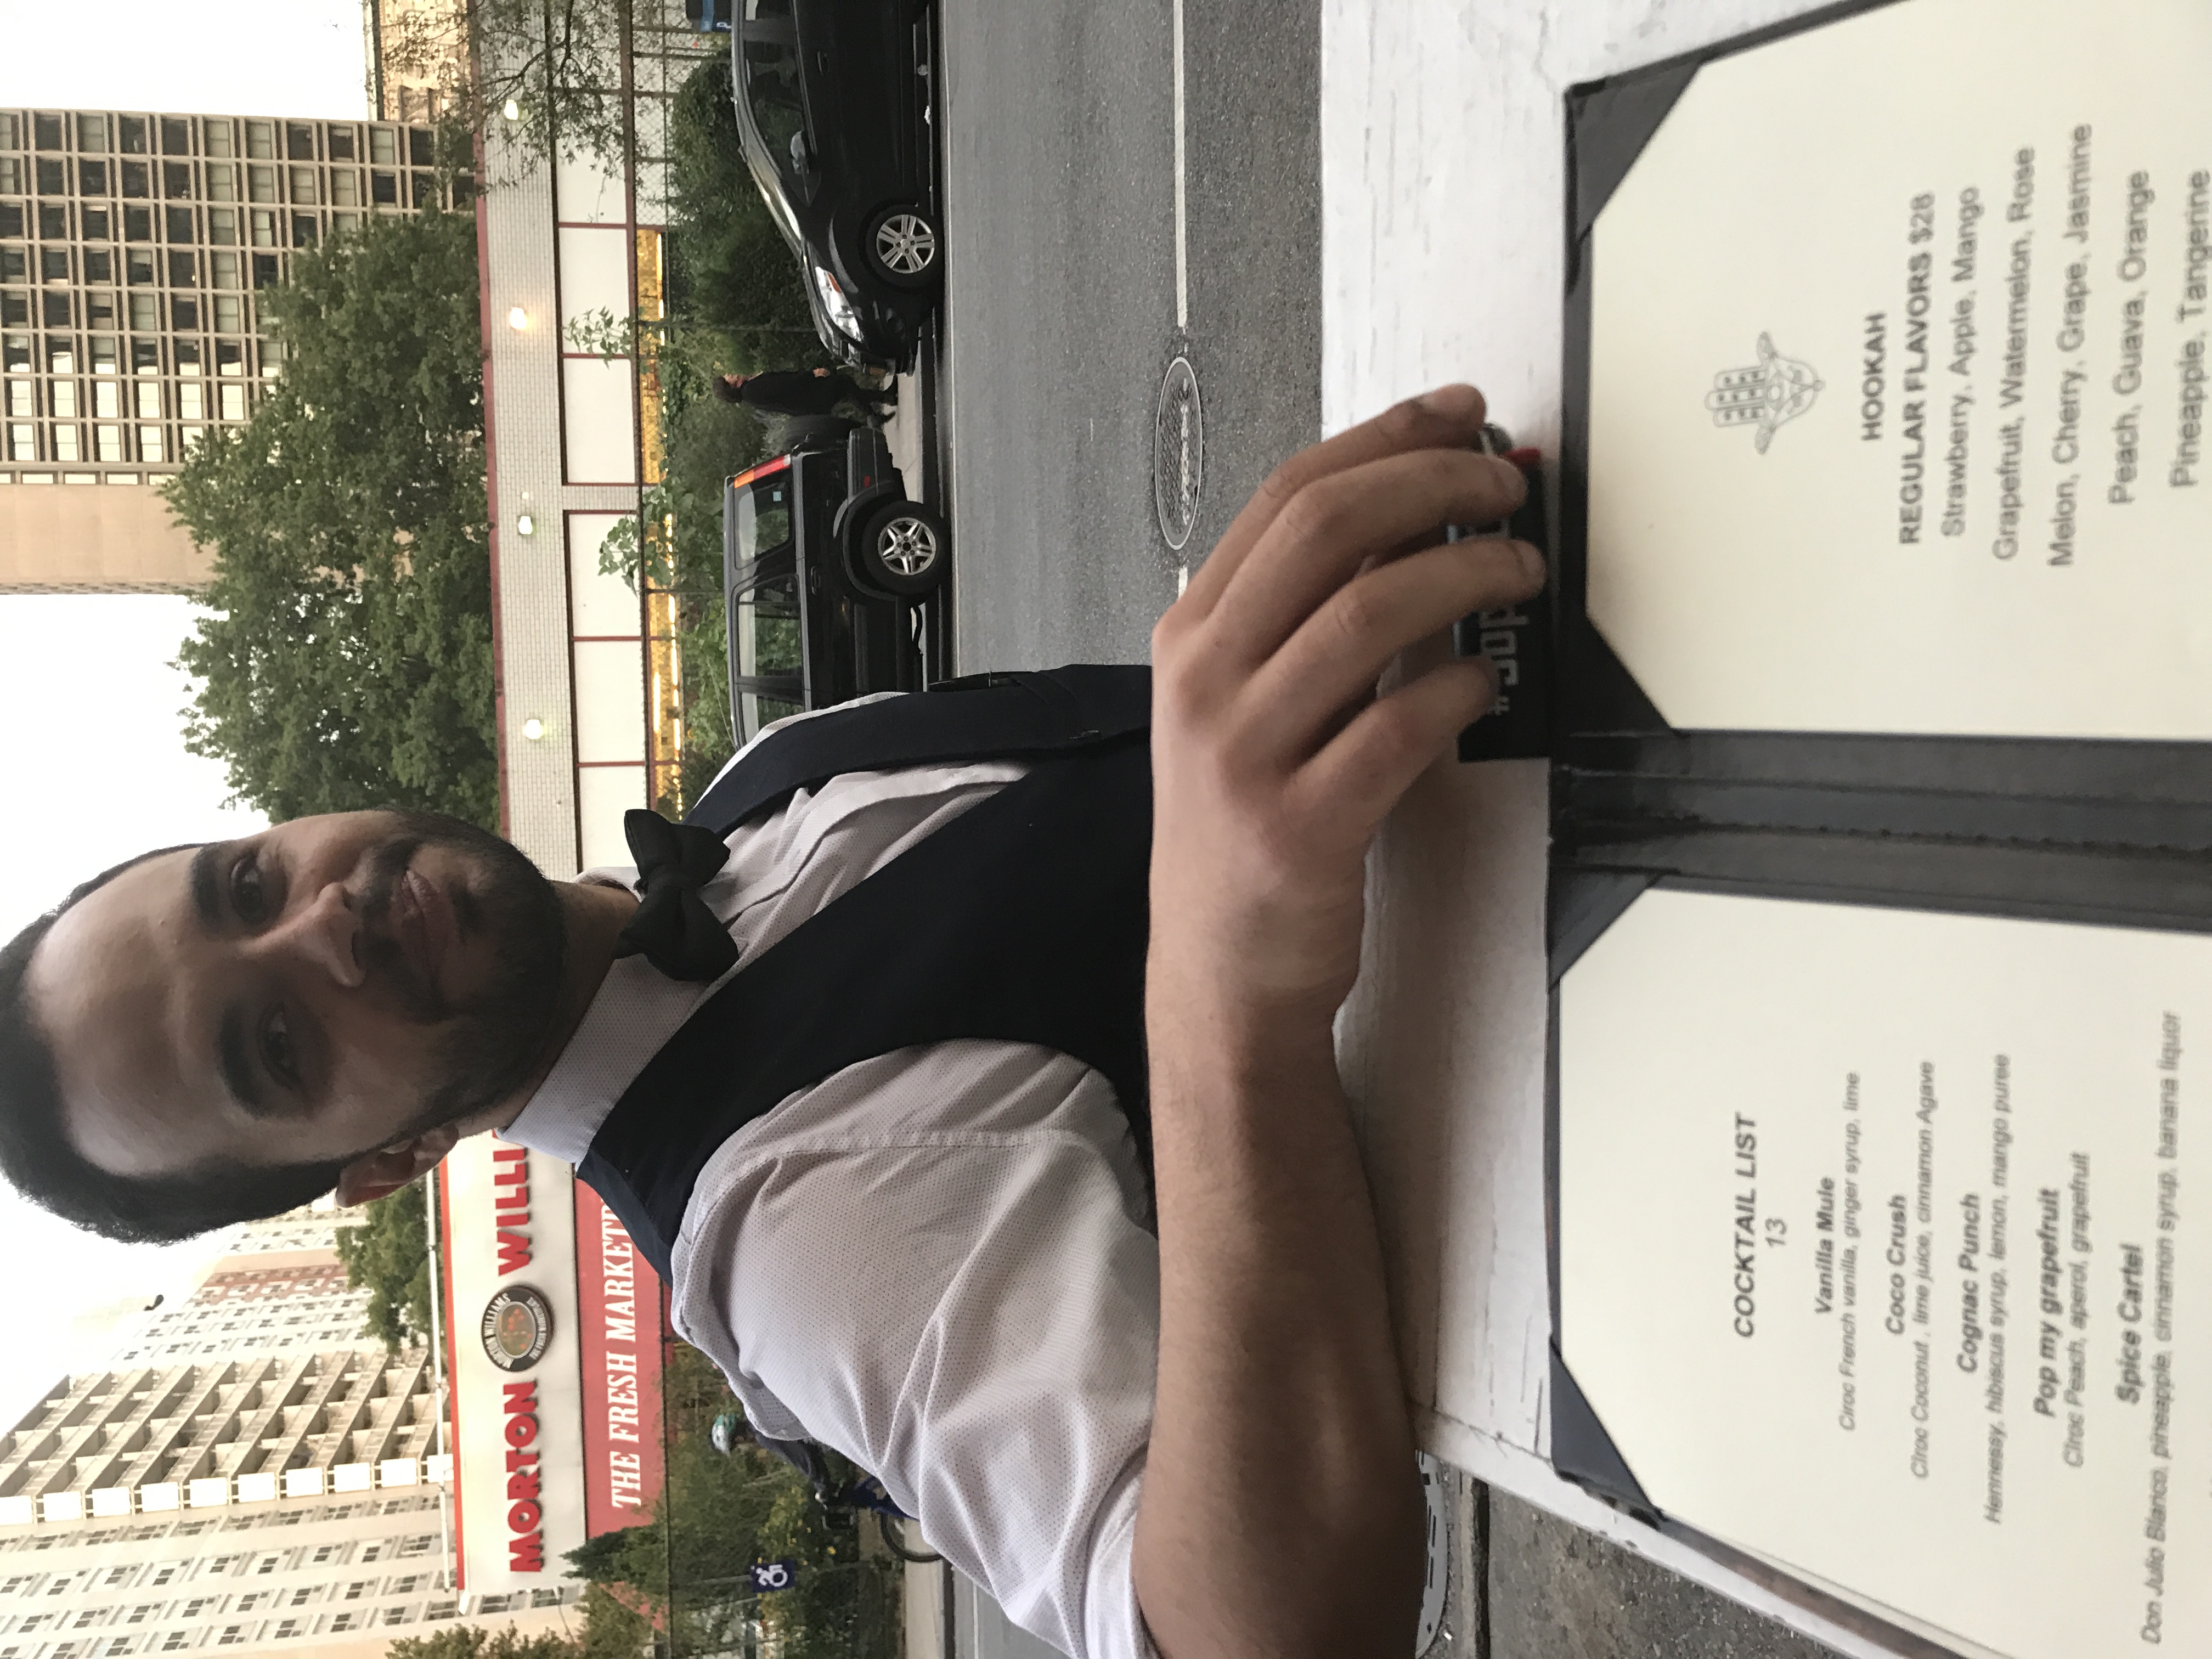 MORTON WILLI
MORTON WILLIAMS
THE FRESH MARKETP
COCKTAIL LIST
13
Vanilla Mule
Ciroc French vanilla, ginger syrup, lime
Coco Crush
CIroc Coconut , lime juice, cinnamon Agave
Cognac Punch
Hennessy, hibiscus syrup, lemon, mango puree
Pop my grapefruit
CIroc Peach, aperol, grapefruit
Spice Cartel
Don Julio Blanco, pineapple, cinnamon syrup, banana liquor
HOOKAH
REGULAR FLAVORS $28
Strawberry, Apple, Mango
Grapefruit, Watermelon, Rose
Melon, Cherry, Grape, Jasmine
Peach, Guava, Orange
Pineapple, Tangerine